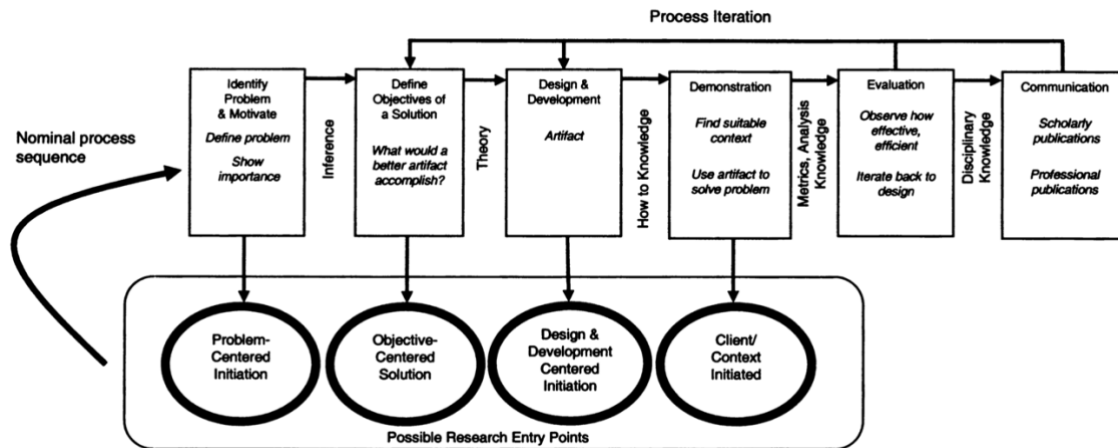 Process Iteration
Nominal process
sequence
Identify
Problem
& Motivate
Define problem
Show
importance
Inference
Define
Objectives of
a Solution
What would a
better artifact
accomplish?
Theory
Design &
Development
Artifact
How to Knowledge
Demonstration
Find suitable
context
Use artifact to
solve problem
Metrics, Analysis
Knowledge
Evaluation
Observe how
effective,
efficient
Iterate back to
design
Disciplinary
Knowledge
Communication
Scholarly
publications
Professional
publications
Problem-
Centered
Initiation
Objective-
Centered
Solution
Design &
Development
Centered
Initiation
Client/
Context
Initiated
Possible Research Entry Points